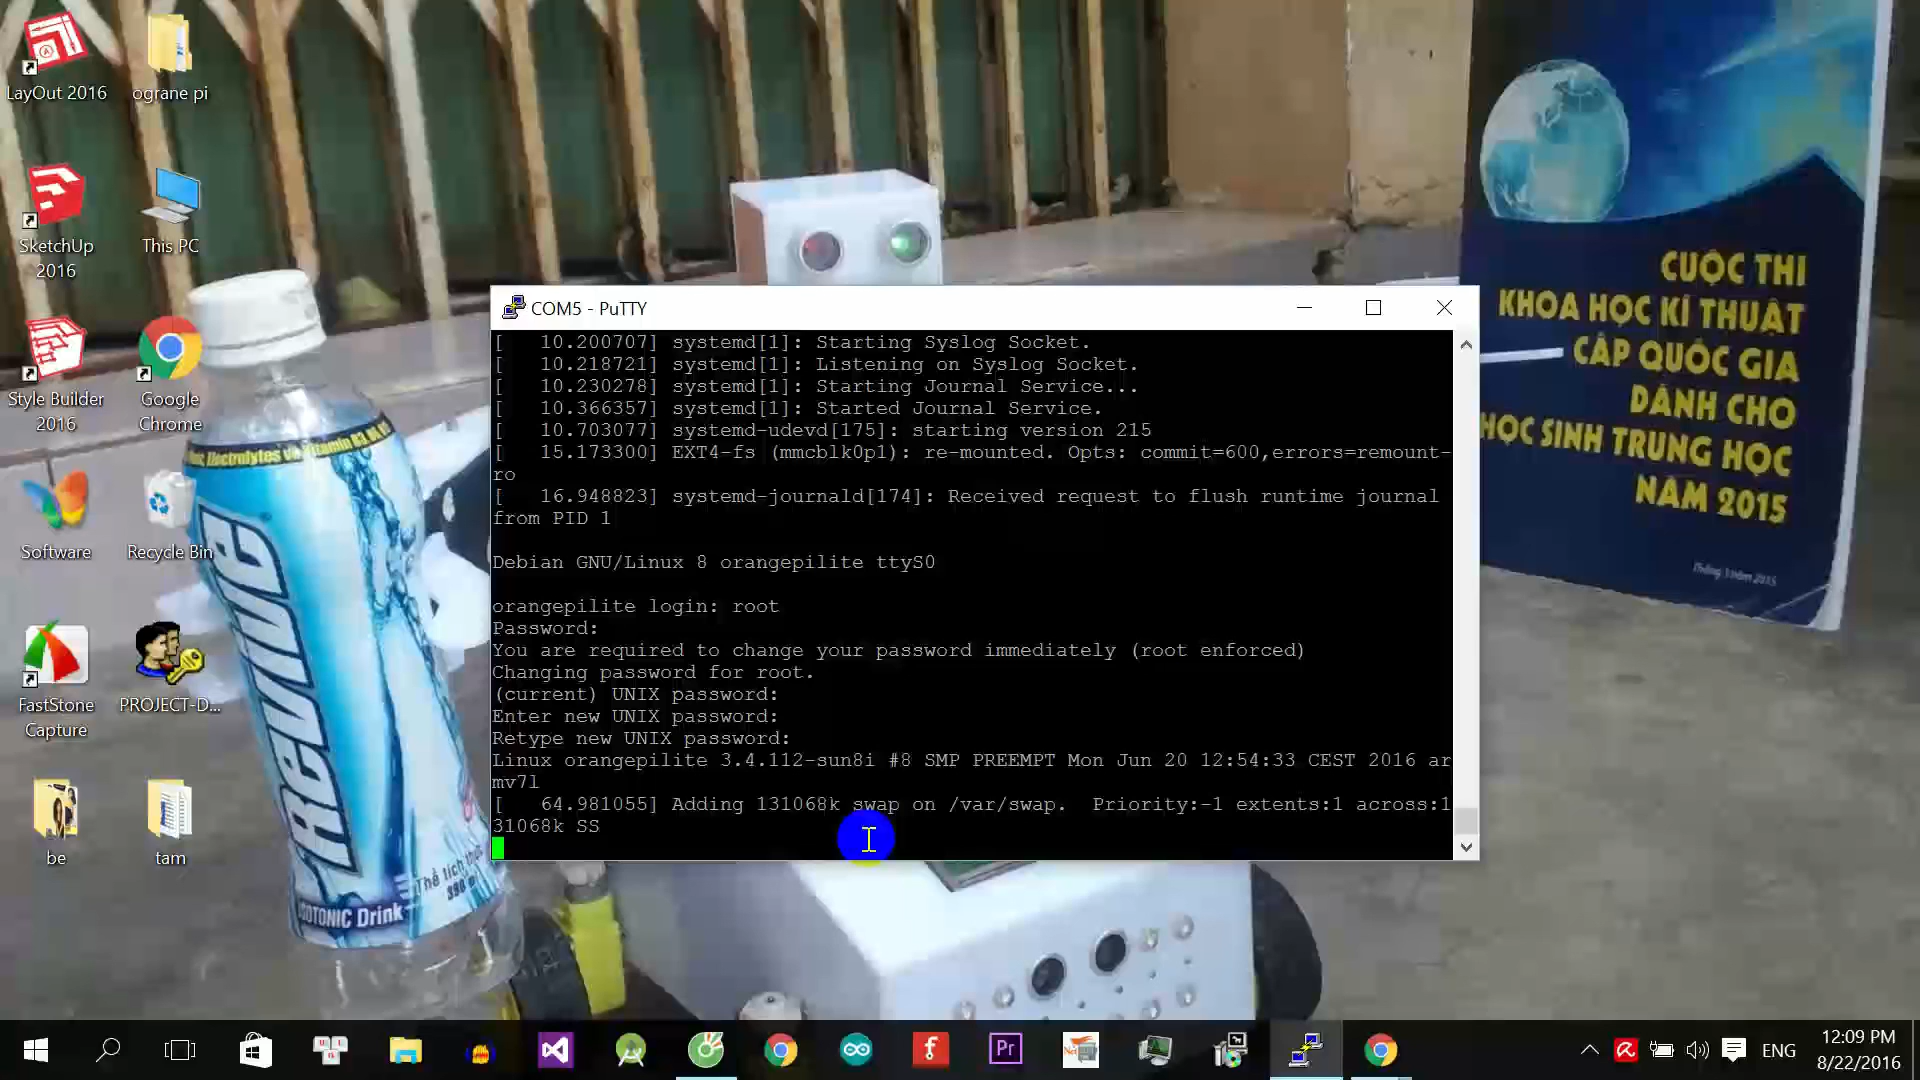 LayOut 2016
ograne pi
SketchUp
2016
This PC
Style Builder
2016
Google
Chrome
Software
Recycle Bin
FastStone
Capture
PROJECT-D...
be
tam
COM5 - PuTTY
[   10.200707] systemd[1]: Starting Syslog Socket.
[   10.218721] systemd[1]: Listening on Syslog Socket.
[   10.230278] systemd[1]: Starting Journal Service...
[   10.366357] systemd[1]: Started Journal Service.
[   10.703077] systemd-udevd[175]: starting version 215
[   15.173300] EXT4-fs (mmcblk0p1): re-mounted. Opts: commit=600,errors=remount-
ro
[   16.948823] systemd-journald[174]: Received request to flush runtime journal
from PID 1
Debian GNU/Linux 8 orangepilite ttyS0
orangepilite login: root
Password:
You are required to change your password immediately (root enforced)
Changing password for root.
(current) UNIX password:
Enter new UNIX password:
Retype new UNIX password:
Linux orangepilite 3.4.112-sun8i #8 SMP PREEMPT Mon Jun 20 12:54:33 CEST 2016 ar
mv7l
[   64.981055] Adding 131068k swap on /var/swap.  Priority:-1 extents:1 across:1
31068k SS
CUỘC THI
KHOA HỌC KĨ THUẬT
CẤP QUỐC GIA
DÀNH CHO
HỌC SINH TRUNG HỌC
NĂM 2015
Electrolytes
Vitamin B3
ReVIVE
ISOTONIC Drink
Thể tích thực
ENG
12:09 PM
8/22/2016
Pr